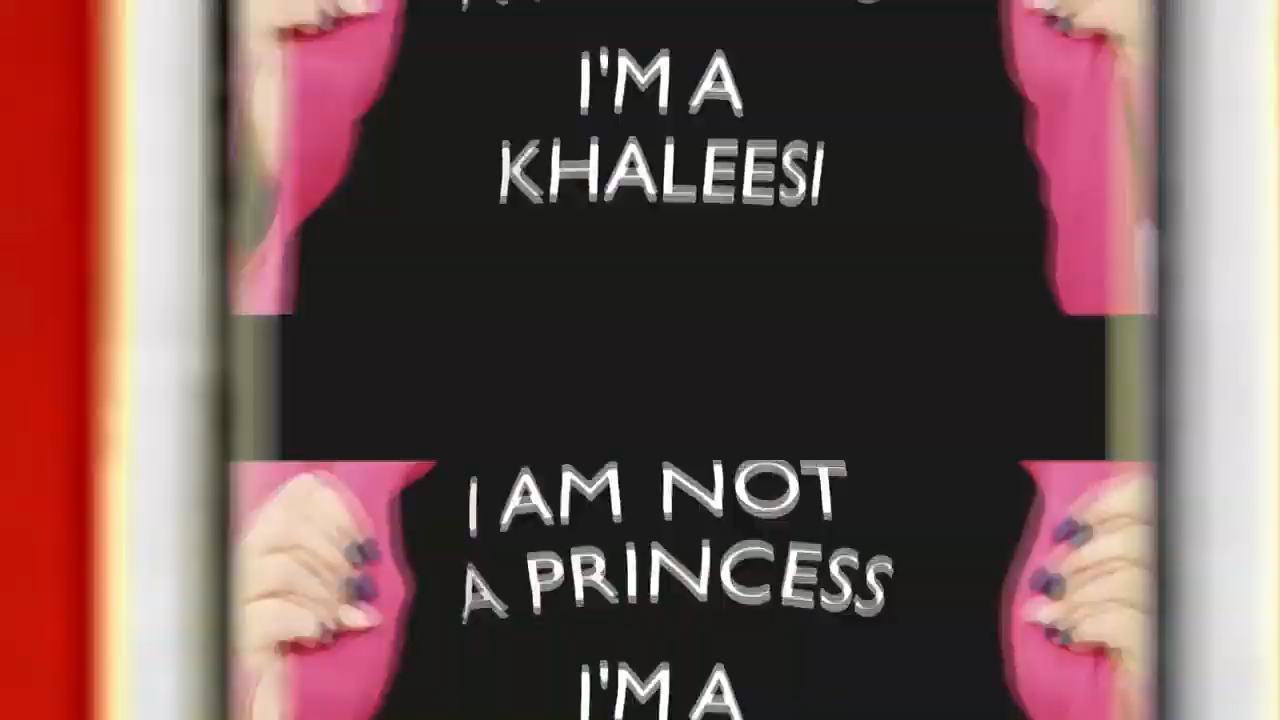 I'M A
KHALEESI
I AM NOT
A PRINCESS
I'M A